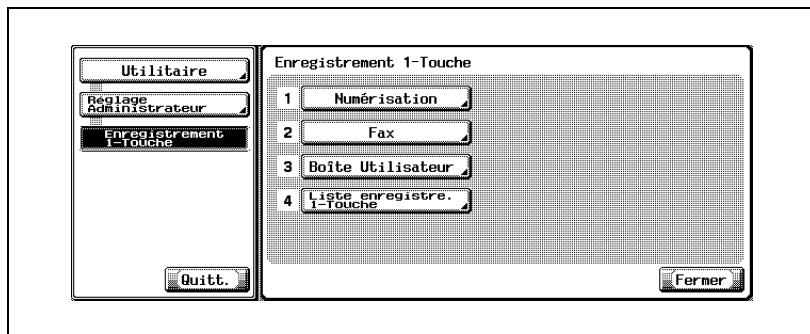 Utilitaire
Réglage
Administrateur
Enregistrement
1-Touche
Quitt.
Enregistrement 1-Touche
1 Numérisation
2 Fax
3 Boîte Utilisateur
4 Liste enregistre.
1-Touche
Fermer